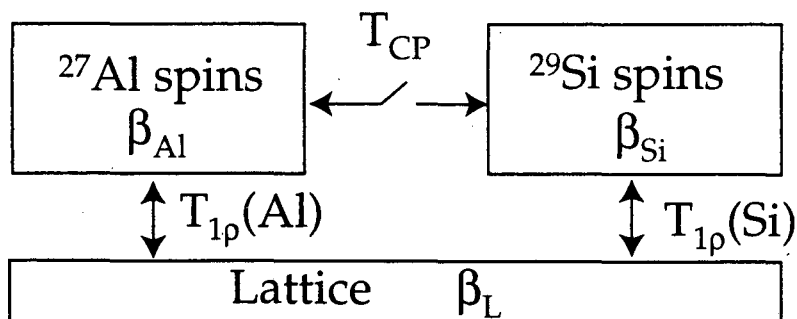 T_CP
²⁷Al spins
β_Al
²⁹Si spins
β_Si
T_1ρ(Al)
T_1ρ(Si)
Lattice β_L